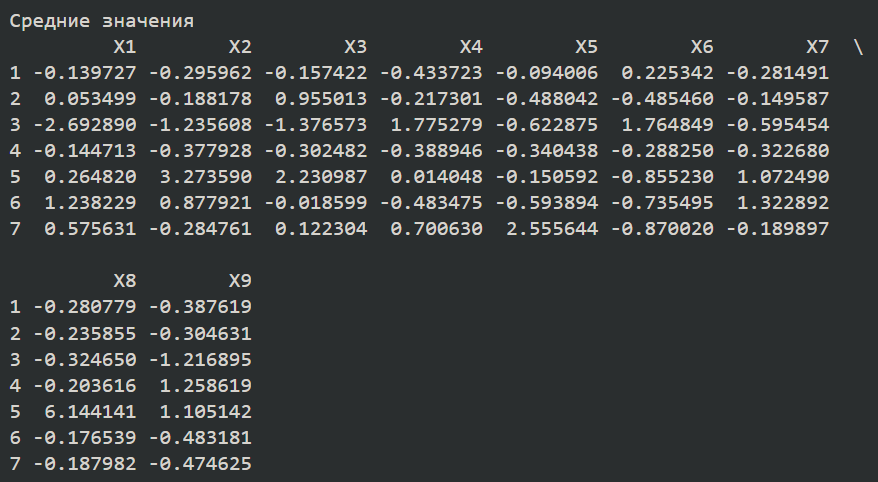 Средние значения
         X1        X2        X3        X4        X5        X6        X7  \
1 -0.139727 -0.295962 -0.157422 -0.433723 -0.094006  0.225342 -0.281491
2  0.053499 -0.188178  0.955013 -0.217301 -0.488042 -0.485460 -0.149587
3 -2.692890 -1.235608 -1.376573  1.775279 -0.622875  1.764849 -0.595454
4 -0.144713 -0.377928 -0.302482 -0.388946 -0.340438 -0.288250 -0.322680
5  0.264820  3.273590  2.230987  0.014048 -0.150592 -0.855230  1.072490
6  1.238229  0.877921 -0.018599 -0.483475 -0.593894 -0.735495  1.322892
7  0.575631 -0.284761  0.122304  0.700630  2.555644 -0.870020 -0.189897
         X8        X9
1 -0.280779 -0.387619
2 -0.235855 -0.304631
3 -0.324650 -1.216895
4 -0.203616  1.258619
5  6.144141  1.105142
6 -0.176539 -0.483181
7 -0.187982 -0.474625